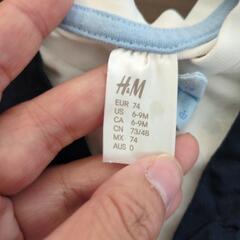 H&M
EUR 74
US 6-9M
CA 6-9M
CN 73/48
MX 74
AUS 0